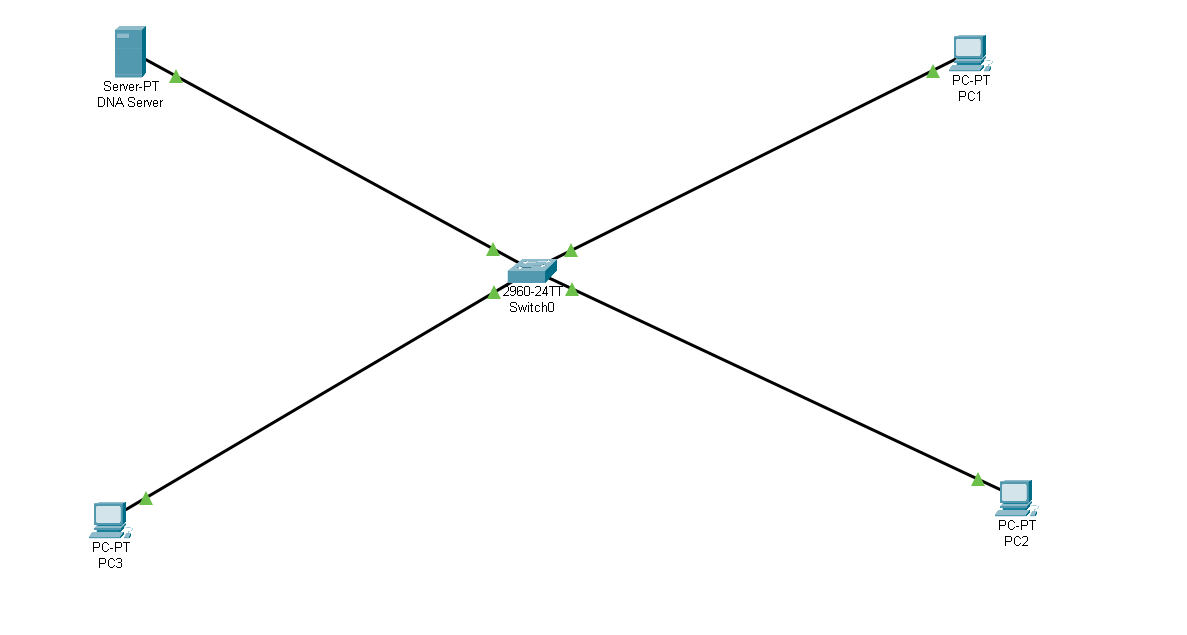 Server-PT
DNA Server
PC-PT
PC1
2960-24TT
Switch0
PC-PT
PC3
PC-PT
PC2